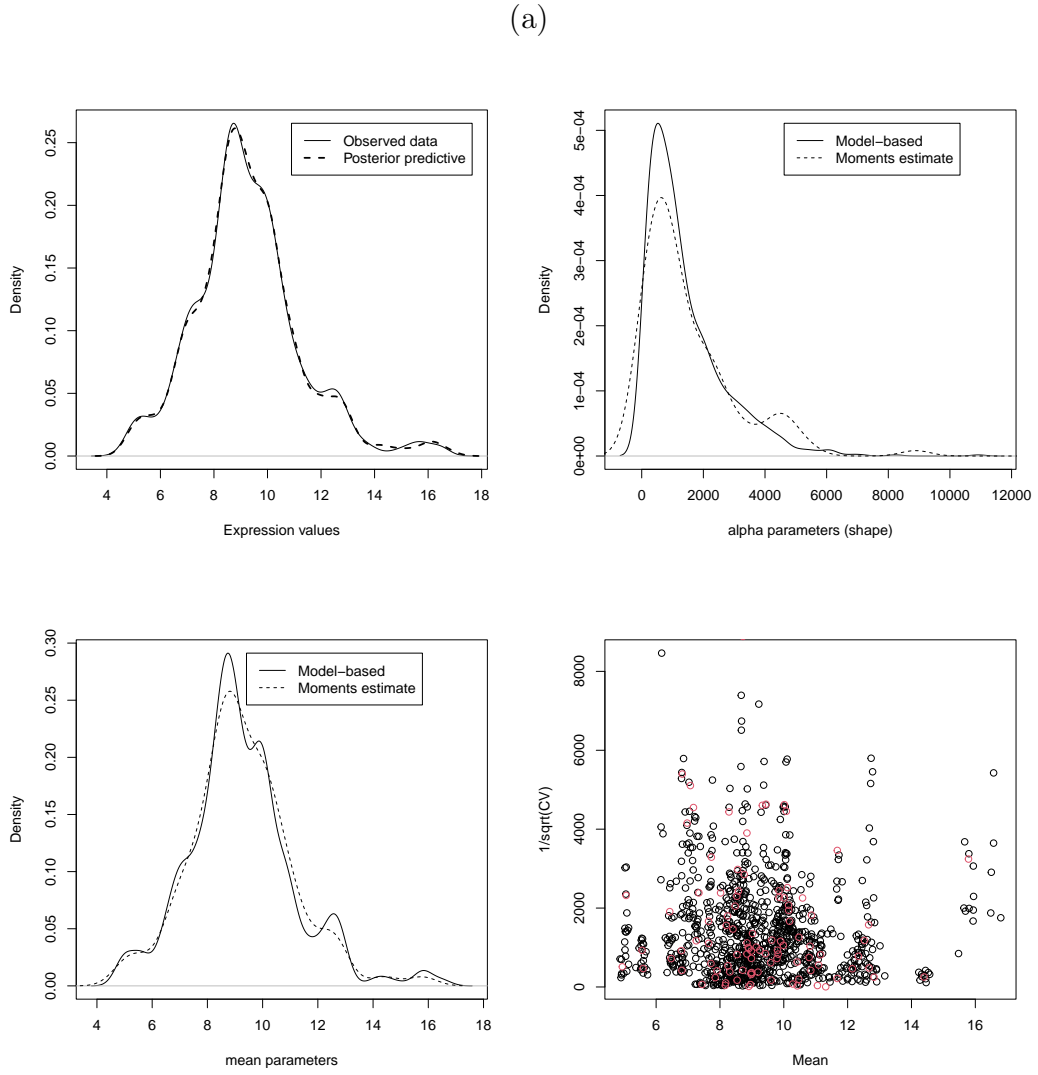 (a)
Observed data
Posterior predictive
Density
0.00 0.05 0.10 0.15 0.20 0.25
4 6 8 10 12 14 16 18
Expression values
Model−based
Moments estimate
Density
0e+00 1e−04 2e−04 3e−04 4e−04 5e−04
0 2000 4000 6000 8000 10000 12000
alpha parameters (shape)
Model−based
Moments estimate
Density
0.00 0.05 0.10 0.15 0.20 0.25 0.30
4 6 8 10 12 14 16 18
mean parameters
1/sqrt(CV)
0 2000 4000 6000 8000
6 8 10 12 14 16
Mean